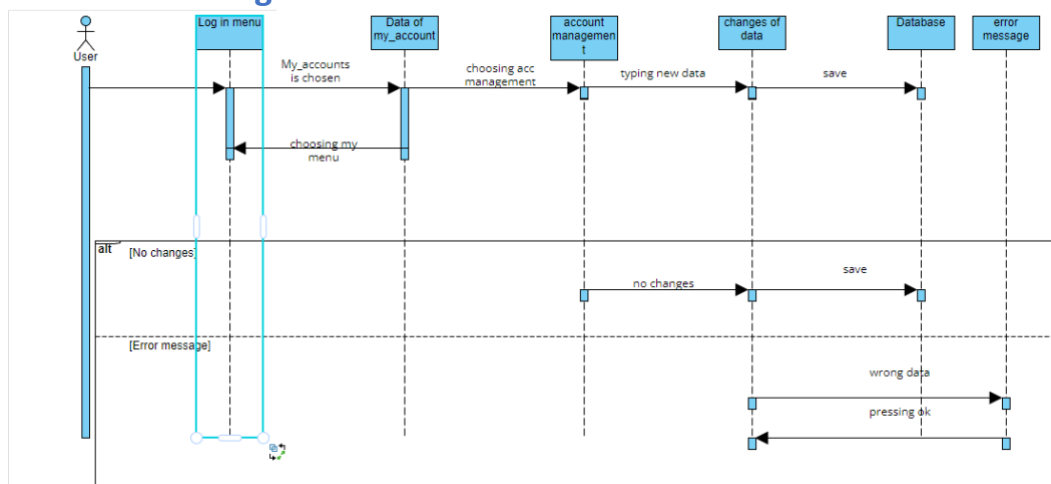 User
Log in menu
Data of
my_account
account
managemen
t
changes of
data
Database
error
message
My_accounts
is chosen
choosing acc
management
typing new data
save
choosing my
menu
alt
[No changes]
no changes
save
[Error message]
wrong data
pressing ok